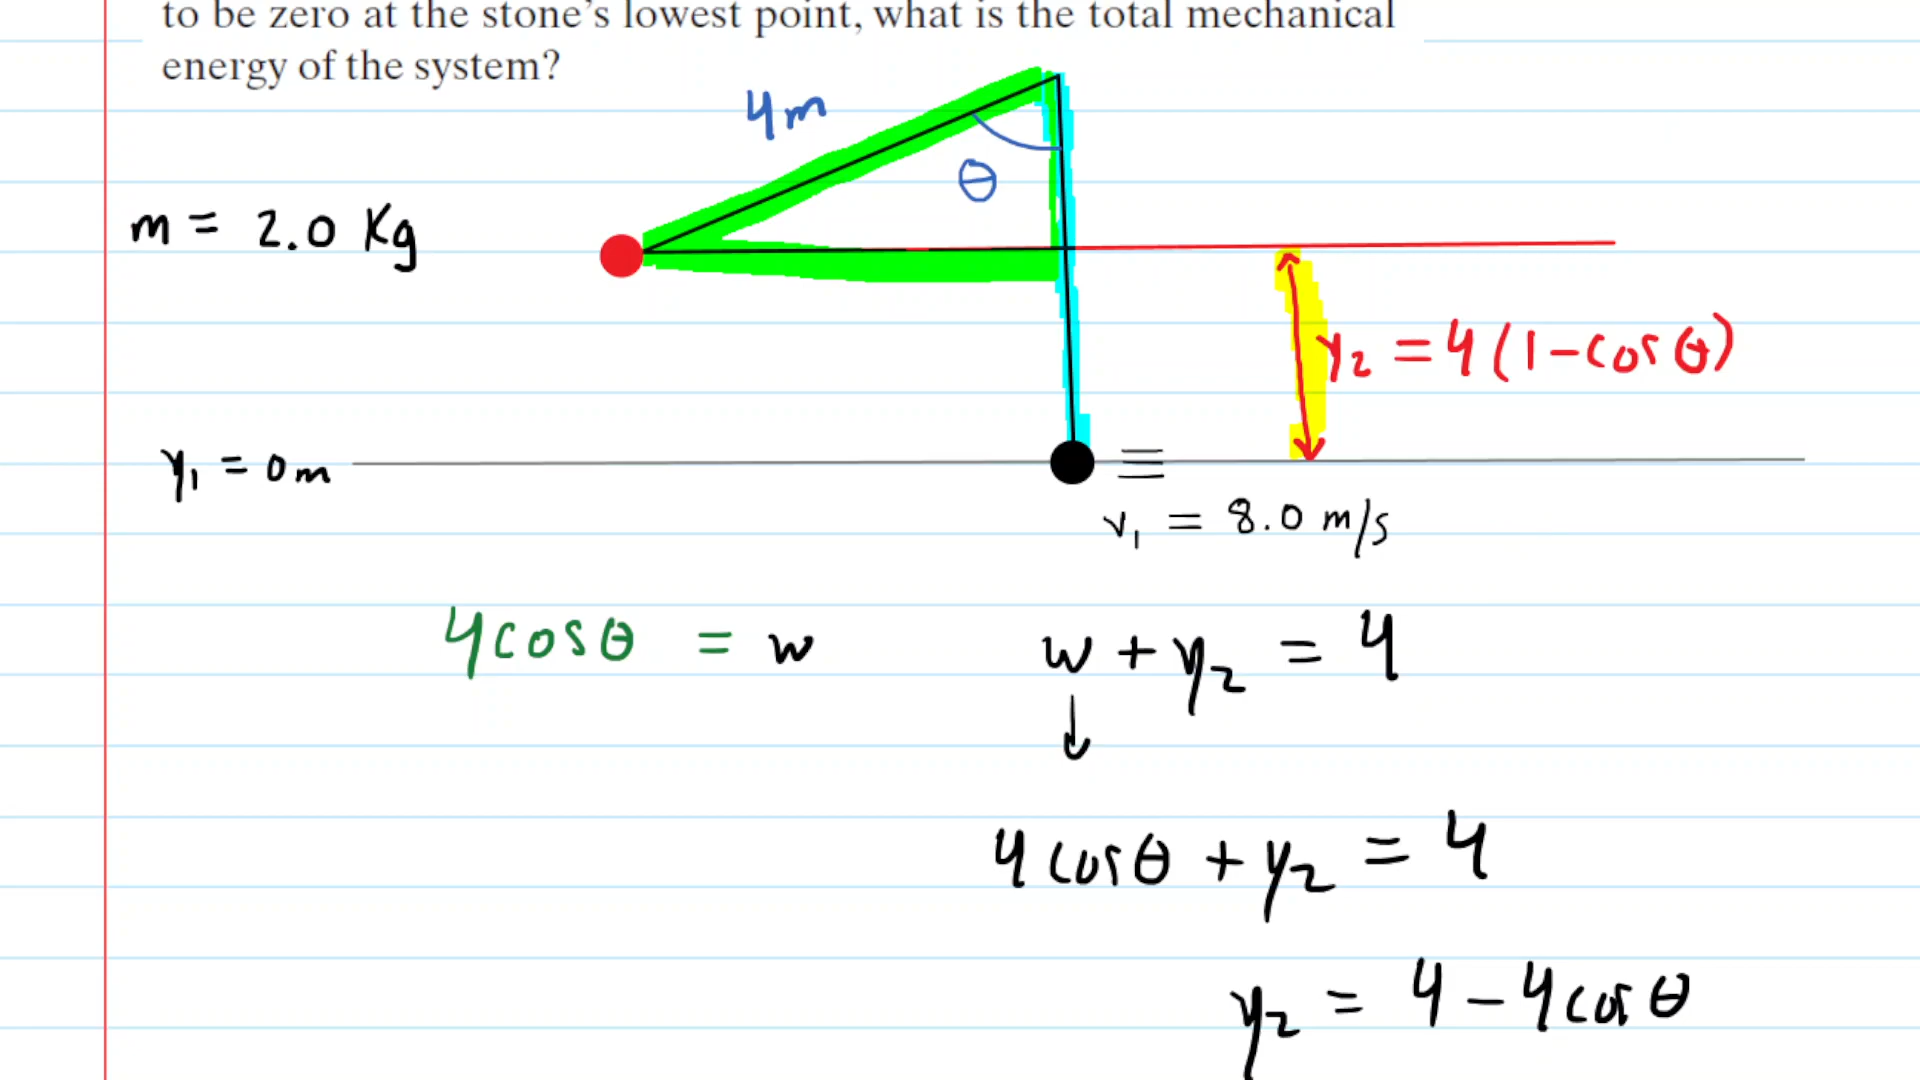 to be zero at the stone's lowest point, what is the total mechanical
energy of the system?
4m
θ
m = 2.0 Kg
y₂ = 4(1-cosθ)
y₁ = 0m
v₁ = 8.0 m/s
4cosθ = w
w + y₂ = 4
↓
4cosθ + y₂ = 4
y₂ = 4 - 4cosθ